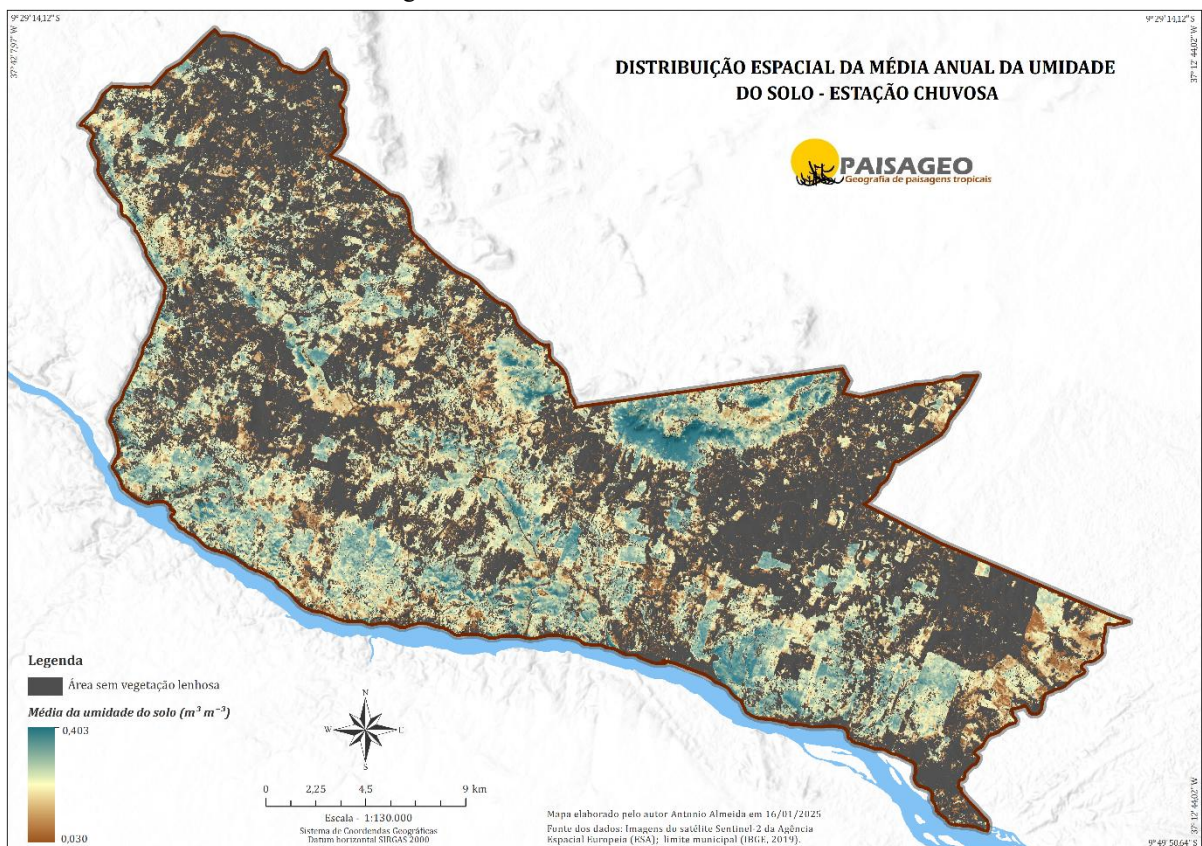 9° 29' 14,12" S
9° 29' 14,12" S
37° 42' 7,97" W
37° 12' 44,02" W
DISTRIBUIÇÃO ESPACIAL DA MÉDIA ANUAL DA UMIDADE
DO SOLO - ESTAÇÃO CHUVOSA
PAISAGEO
Geografia de paisagens tropicais
Legenda
Área sem vegetação lenhosa
Média da umidade do solo (m³ m⁻³)
0,403
0,030
N
W
E
S
0 2,25 4,5 9 km
Escala - 1:130.000
Sistema de Coordendas Geográficas
Datum horizontal SIRGAS 2000
Mapa elaborado pelo autor Antonio Almeida em 16/01/2025
Fonte dos dados: Imagens do satélite Sentinel-2 da Agência
Espacial Europeia (ESA); limite municipal (IBGE, 2019).
37° 12' 44,02" W
9° 49' 50,64" S